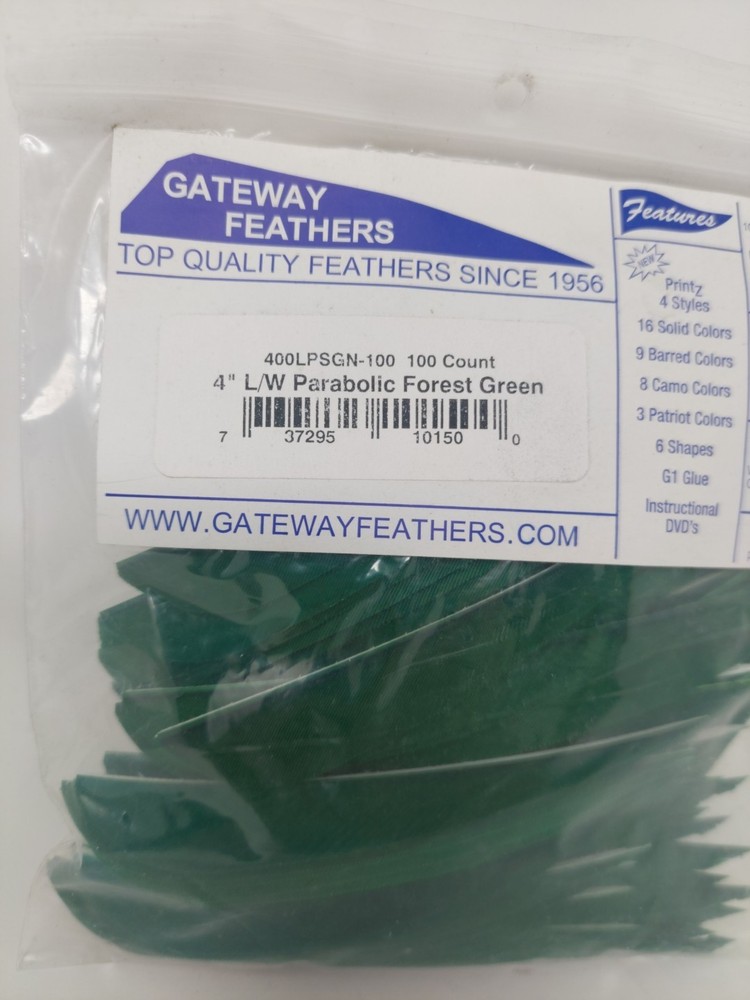 GATEWAY
FEATHERS
TOP QUALITY FEATHERS SINCE 1956
400LPSGN-100 100 Count
4" L/W Parabolic Forest Green
7 37295 10150 0
WWW.GATEWAYFEATHERS.COM
Features
NEW
Printz
4 Styles
16 Solid Colors
9 Barred Colors
8 Camo Colors
3 Patriot Colors
6 Shapes
G1 Glue
Instructional
DVD's